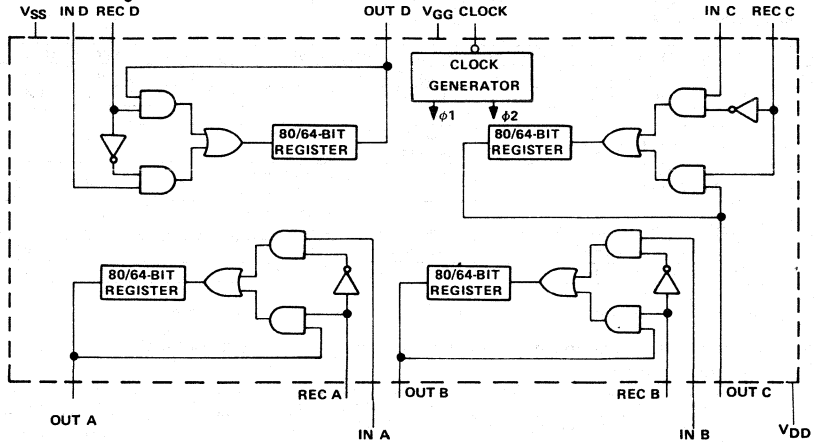 VSS IN D REC D OUT D VGG CLOCK IN C REC C
CLOCK
GENERATOR
ϕ1 ϕ2
80/64-BIT
REGISTER
80/64-BIT
REGISTER
80/64-BIT
REGISTER
80/64-BIT
REGISTER
OUT A REC A IN A OUT B REC B IN B OUT C VDD